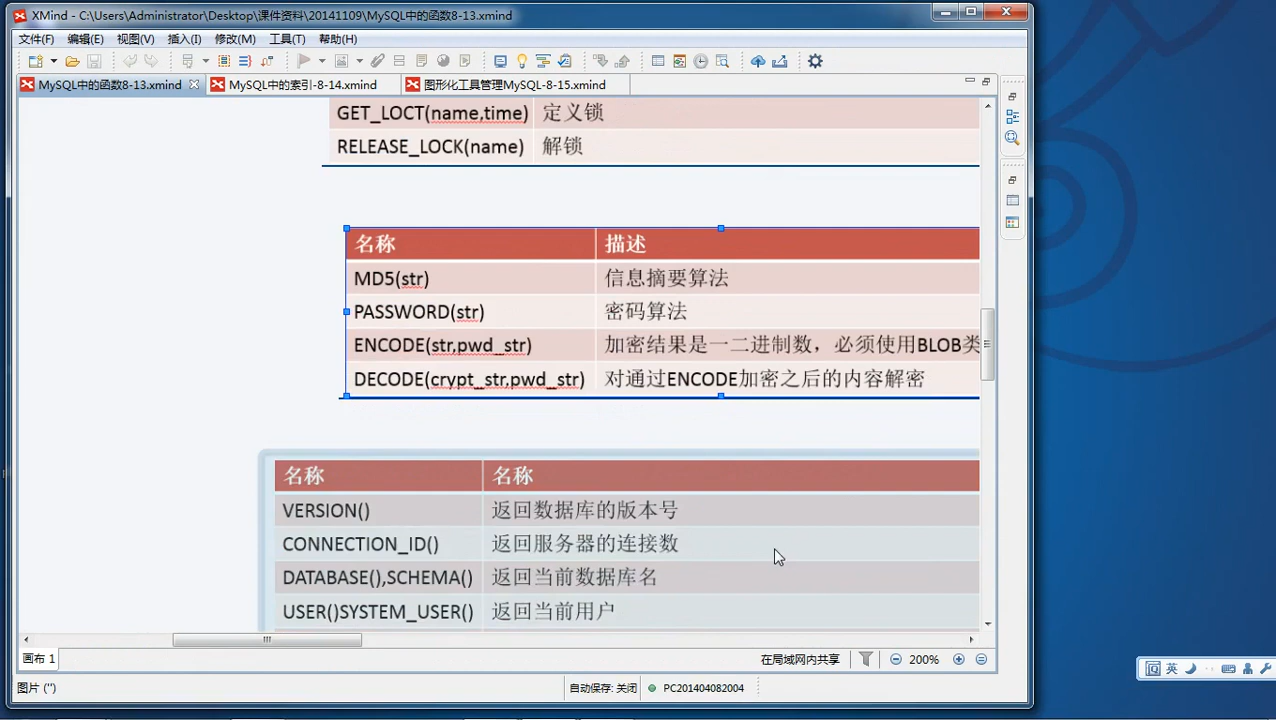 XMind - C:\Users\Administrator\Desktop\课件资料\20141109\MySQL中的函数8-13.xmind
文件(F) 编辑(E) 视图(V) 插入(I) 修改(M) 工具(T) 帮助(H)
MySQL中的函数8-13.xmind MySQL中的索引-8-14.xmind 图形化工具管理MySQL-8-15.xmind
GET_LOCT(name,time) 定义锁
RELEASE_LOCK(name) 解锁
名称 描述
MD5(str) 信息摘要算法
PASSWORD(str) 密码算法
ENCODE(str,pwd_str) 加密结果是一二进制数，必须使用BLOB类
DECODE(crypt_str,pwd_str) 对通过ENCODE加密之后的内容解密
名称 名称
VERSION() 返回数据库的版本号
CONNECTION_ID() 返回服务器的连接数
DATABASE(),SCHEMA() 返回当前数据库名
USER()SYSTEM_USER() 返回当前用户
画布 1 在局域网内共享 200%
英
图片 ('') 自动保存: 关闭 PC201404082004